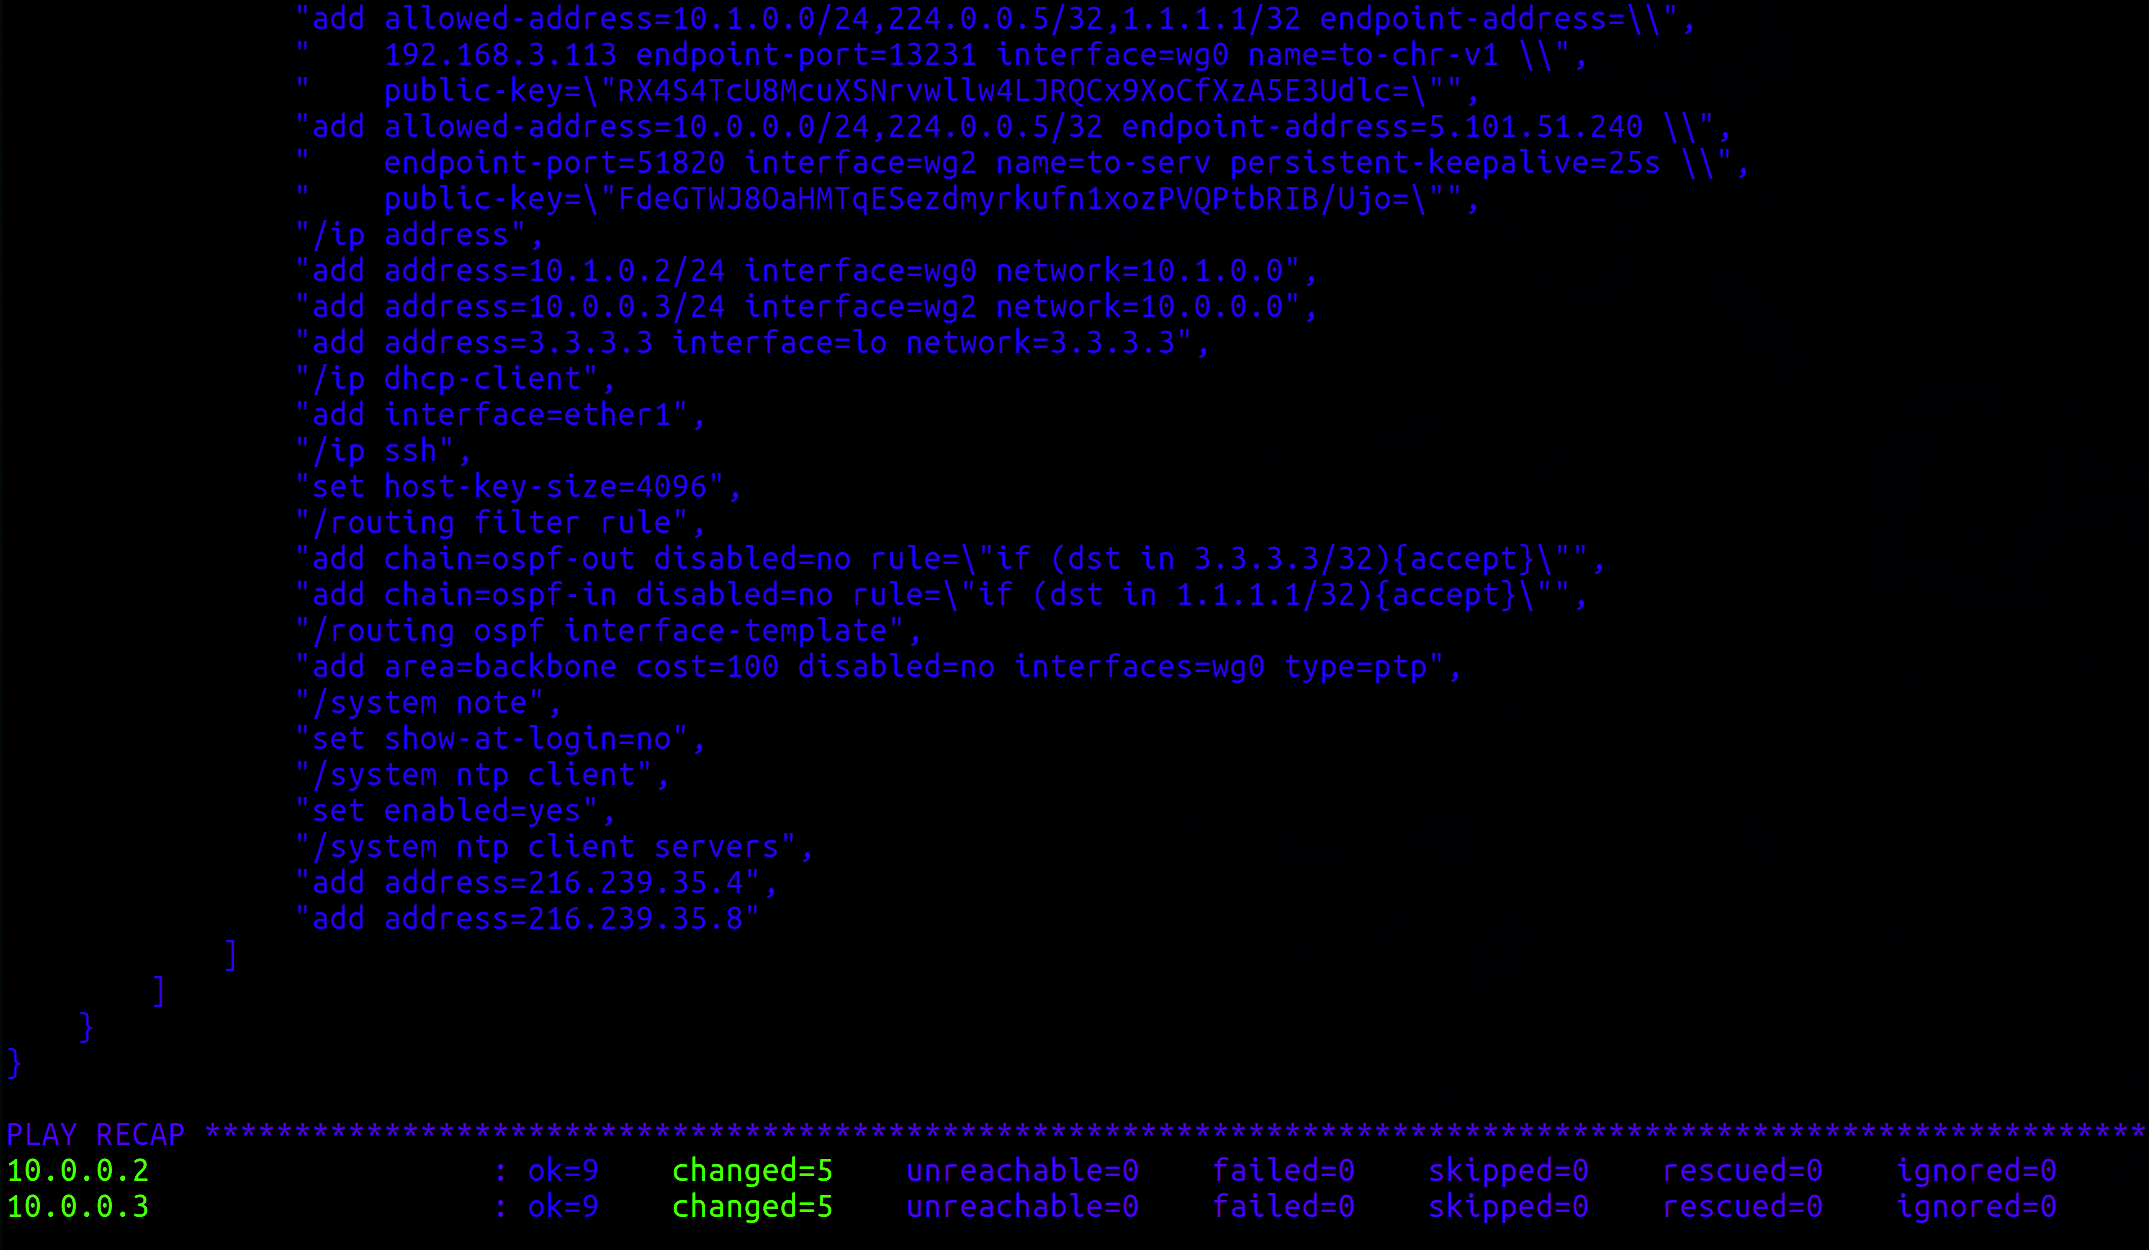 "add allowed-address=10.1.0.0/24,224.0.0.5/32,1.1.1.1/32 endpoint-address=\\",
"    192.168.3.113 endpoint-port=13231 interface=wg0 name=to-chr-v1 \\",
"    public-key=\"RX4S4TcU8McuXSNrvwllw4LJRQCx9XoCfXzA5E3Udlc=\"",
"add allowed-address=10.0.0.0/24,224.0.0.5/32 endpoint-address=5.101.51.240 \\",
"    endpoint-port=51820 interface=wg2 name=to-serv persistent-keepalive=25s \\",
"    public-key=\"FdeGTWJ8OaHMTqESezdmyrkufn1xozPVQPtbRIB/Ujo=\"",
"/ip address",
"add address=10.1.0.2/24 interface=wg0 network=10.1.0.0",
"add address=10.0.0.3/24 interface=wg2 network=10.0.0.0",
"add address=3.3.3.3 interface=lo network=3.3.3.3",
"/ip dhcp-client",
"add interface=ether1",
"/ip ssh",
"set host-key-size=4096",
"/routing filter rule",
"add chain=ospf-out disabled=no rule=\"if (dst in 3.3.3.3/32){accept}\"",
"add chain=ospf-in disabled=no rule=\"if (dst in 1.1.1.1/32){accept}\"",
"/routing ospf interface-template",
"add area=backbone cost=100 disabled=no interfaces=wg0 type=ptp",
"/system note",
"set show-at-login=no",
"/system ntp client",
"set enabled=yes",
"/system ntp client servers",
"add address=216.239.35.4",
"add address=216.239.35.8"
]
]
}
}
PLAY RECAP ************************************************************************************************************
10.0.0.2 : ok=9 changed=5 unreachable=0 failed=0 skipped=0 rescued=0 ignored=0
10.0.0.3 : ok=9 changed=5 unreachable=0 failed=0 skipped=0 rescued=0 ignored=0